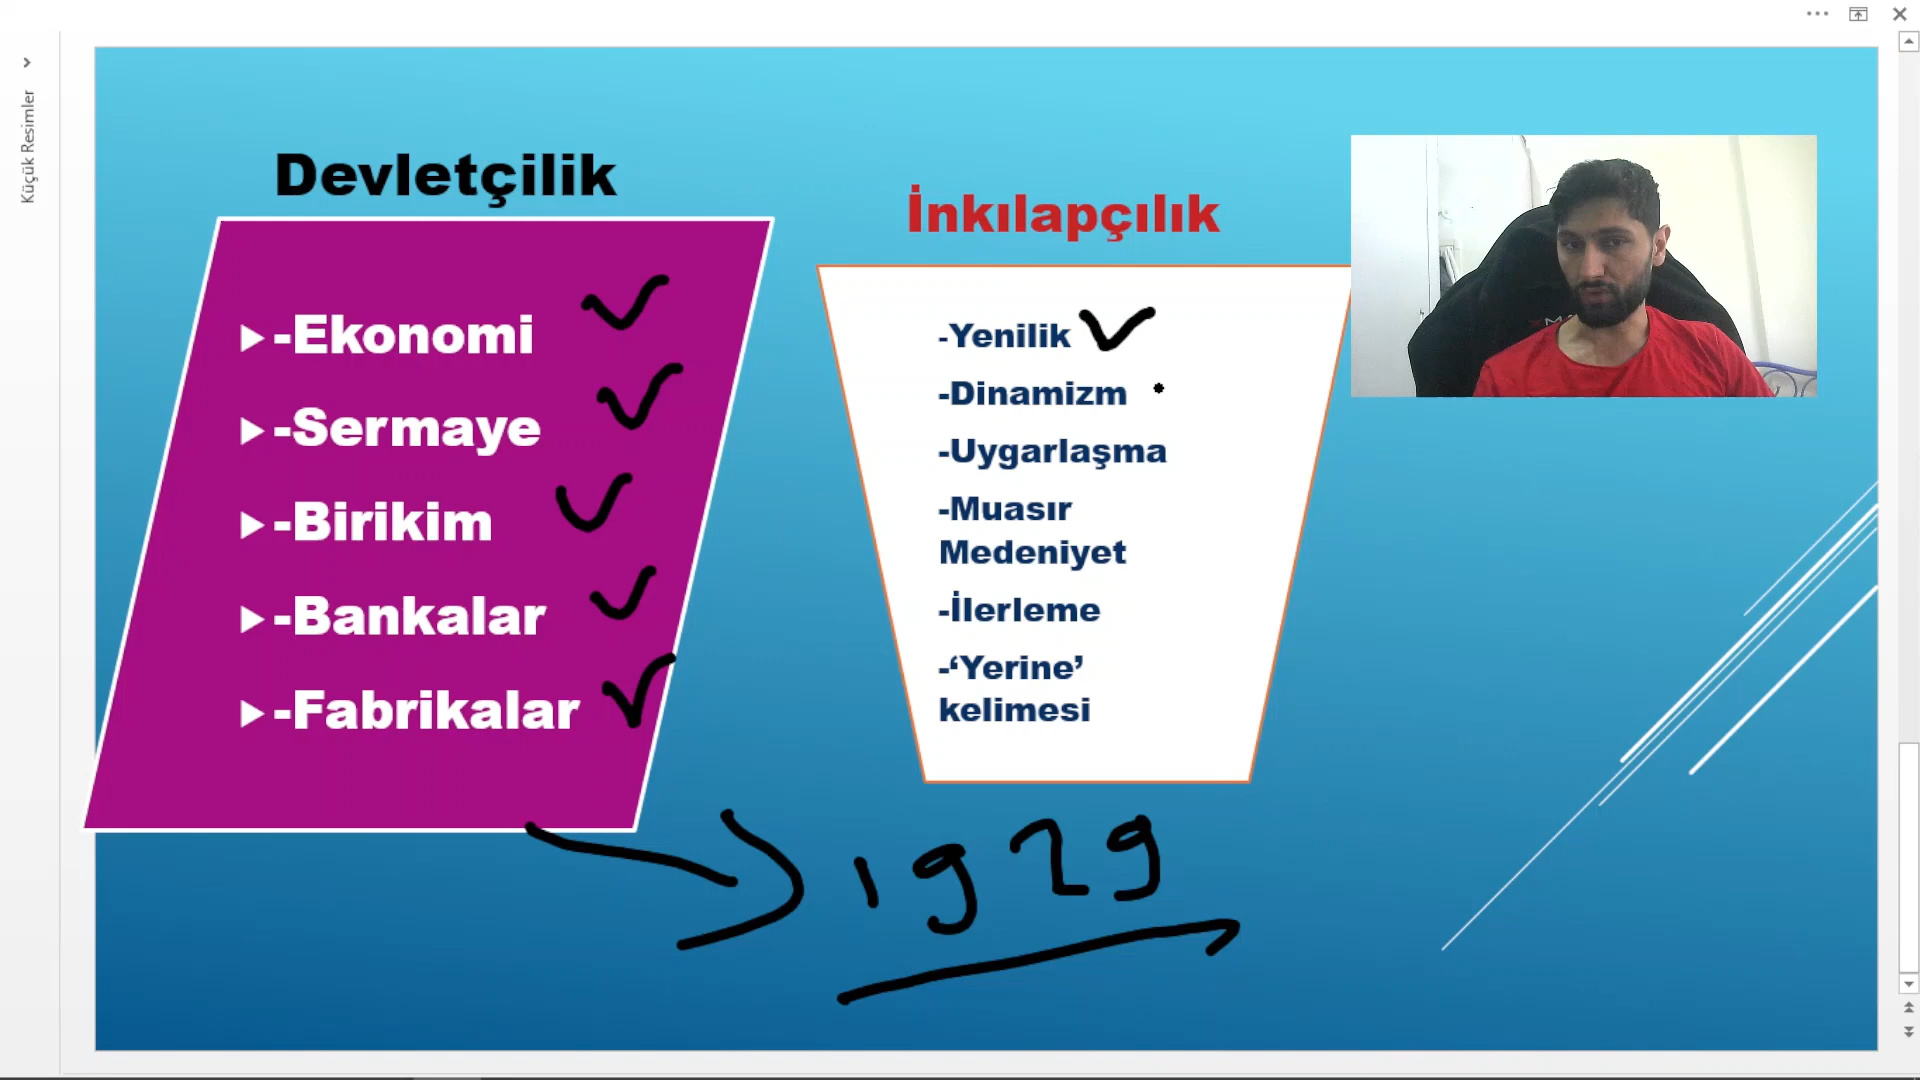 Küçük Resimler
Devletçilik
-Ekonomi
-Sermaye
-Birikim
-Bankalar
-Fabrikalar
İnkılapçılık
-Yenilik
-Dinamizm
-Uygarlaşma
-Muasır
Medeniyet
-İlerleme
-‘Yerine’
kelimesi
1929